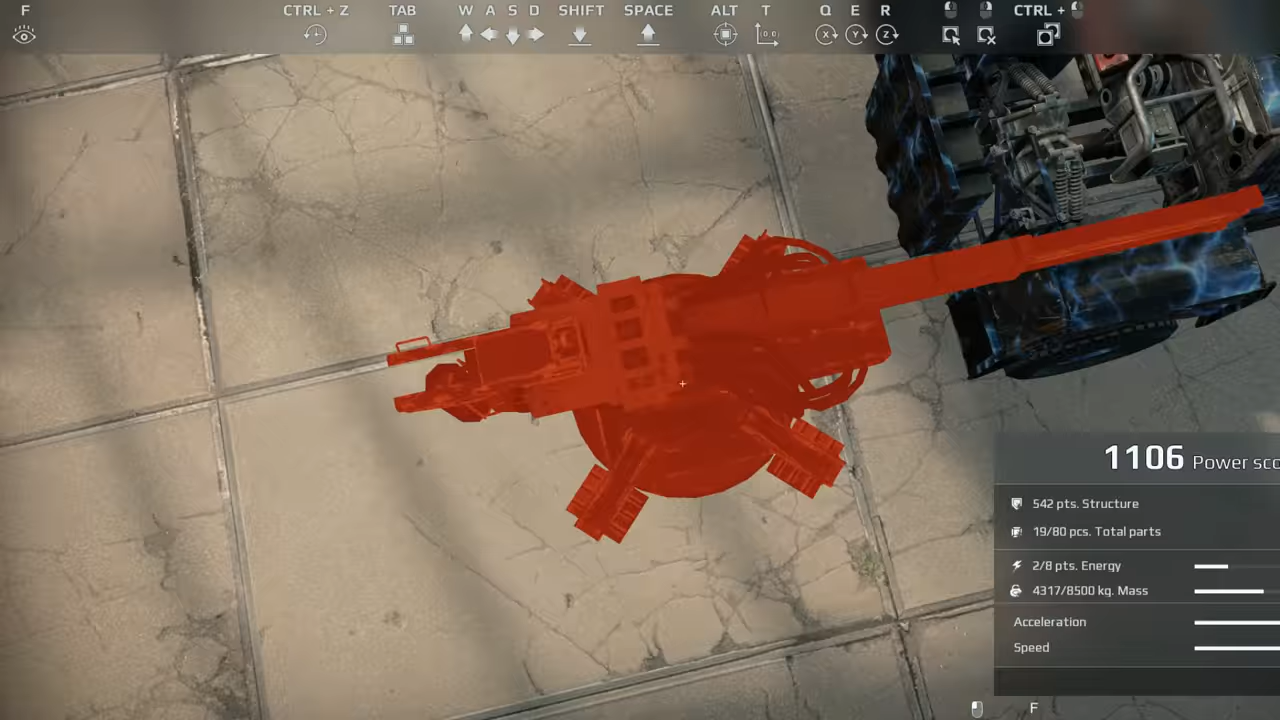 F CTRL + Z TAB W A S D SHIFT SPACE ALT T Q E R CTRL +
X Y Z
1106 Power sco
542 pts. Structure
19/80 pcs. Total parts
2/8 pts. Energy
4317/8500 kg. Mass
Acceleration
Speed
F